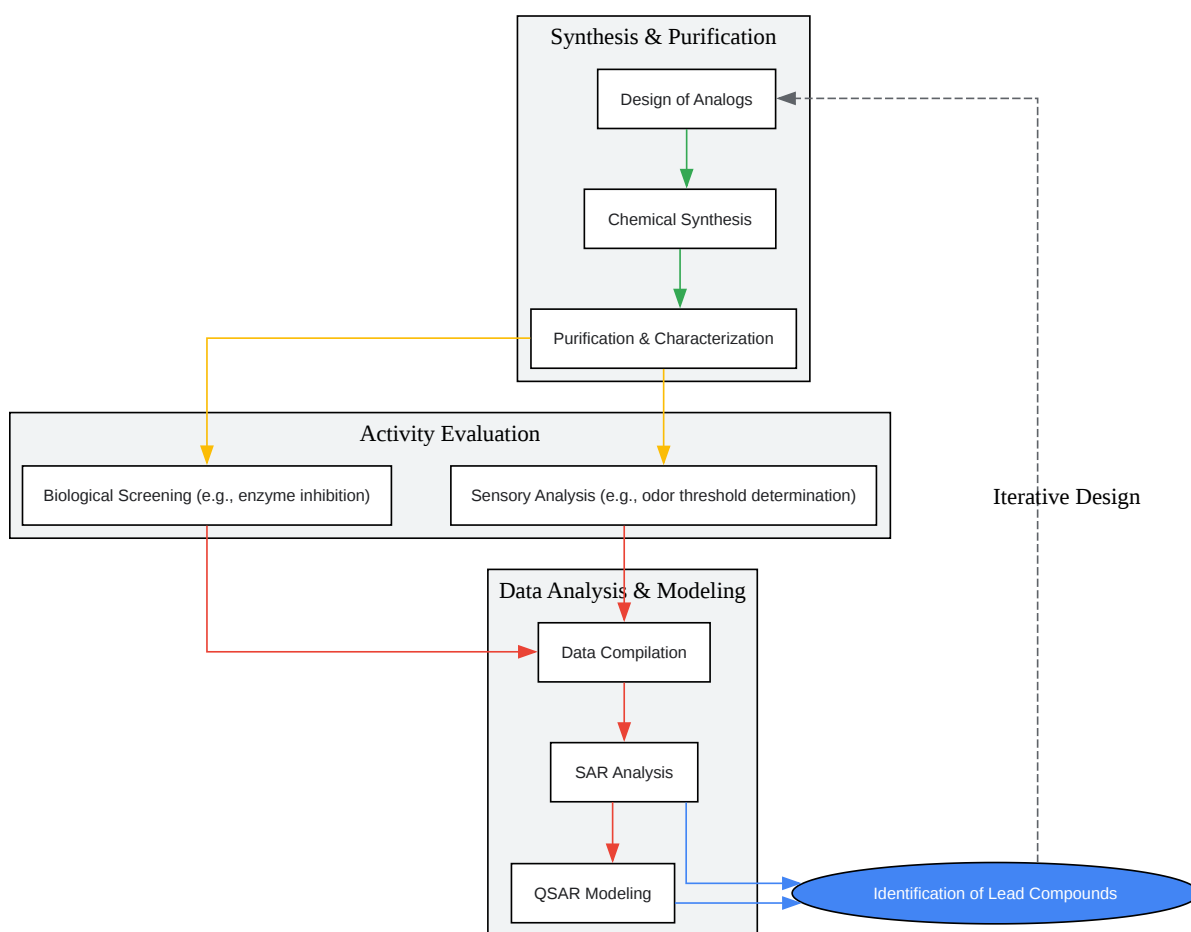 Synthesis & Purification
Design of Analogs
Chemical Synthesis
Purification & Characterization
Activity Evaluation
Biological Screening (e.g., enzyme inhibition)
Sensory Analysis (e.g., odor threshold determination)
Iterative Design
Data Analysis & Modeling
Data Compilation
SAR Analysis
QSAR Modeling
Identification of Lead Compounds